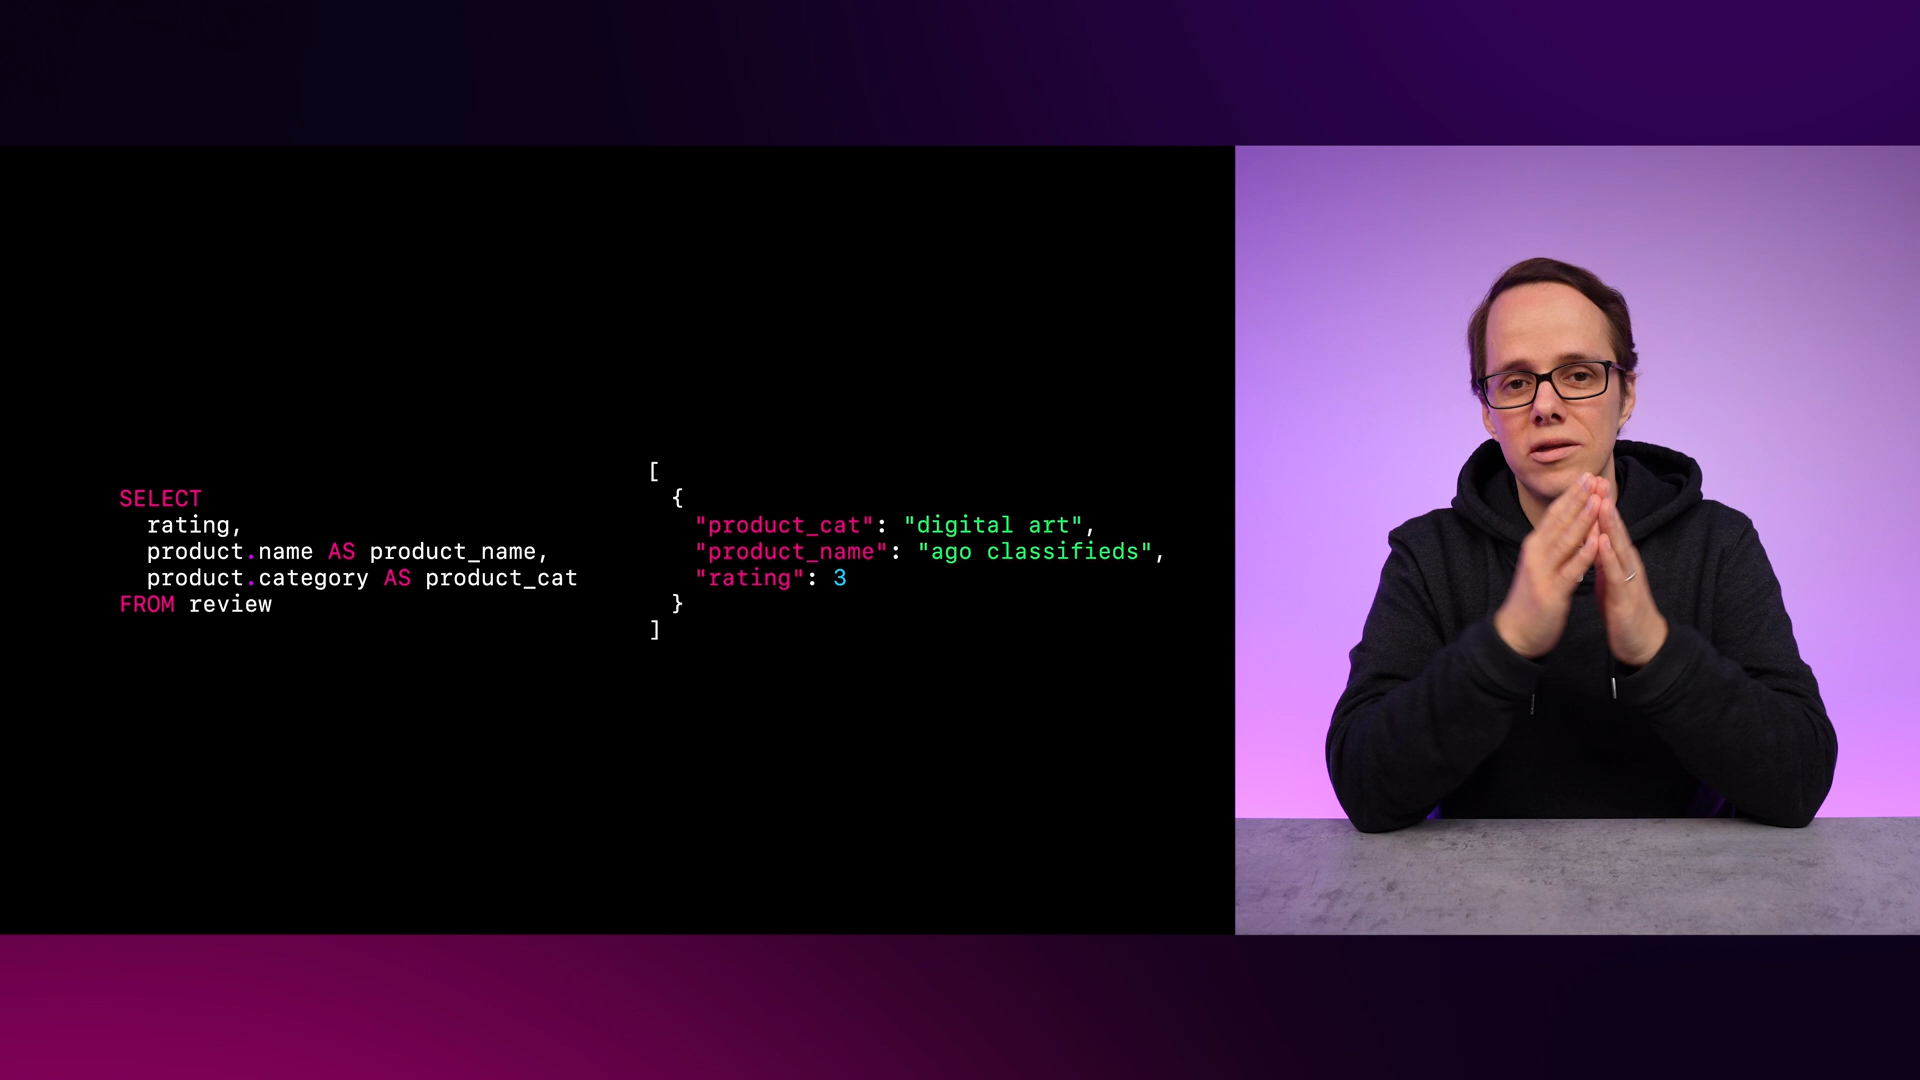 SELECT
  rating,
  product.name AS product_name,
  product.category AS product_cat
FROM review
[
  {
    "product_cat": "digital art",
    "product_name": "ago classifieds",
    "rating": 3
  }
]